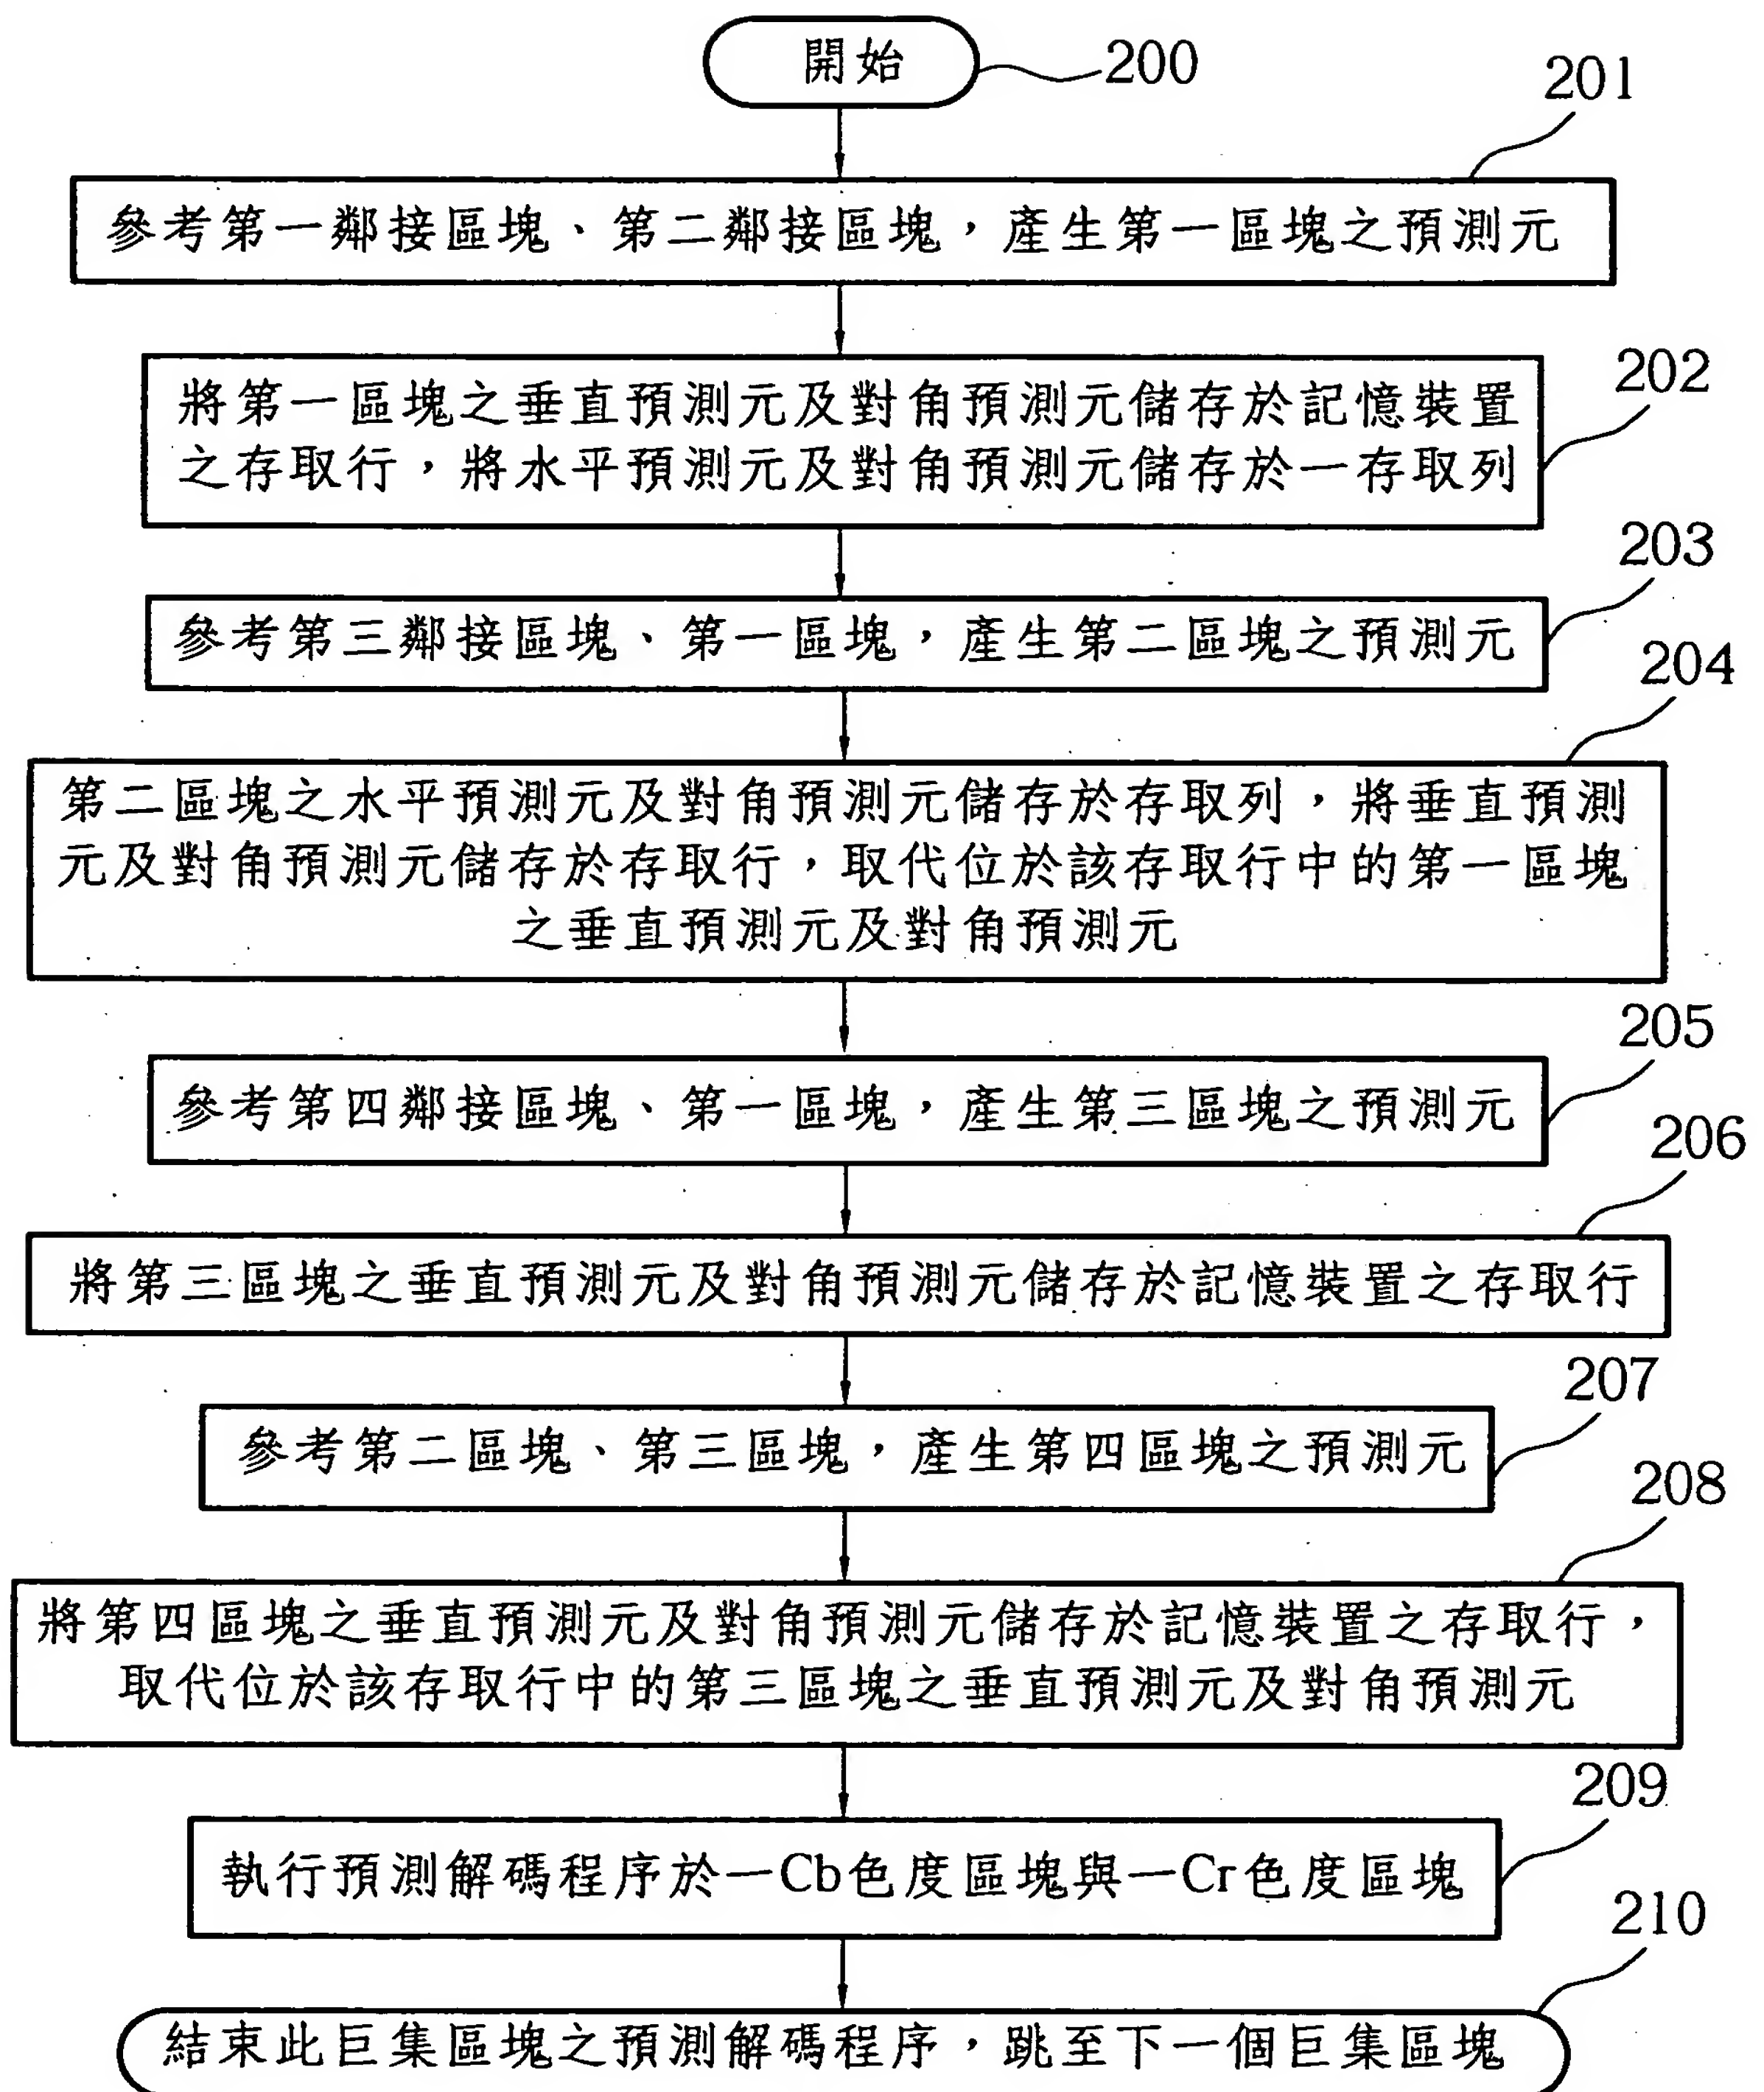 開始
200
201
參考第一鄰接區塊、第二鄰接區塊，產生第一區塊之預測元
202
將第一區塊之垂直預測元及對角預測元儲存於記憶裝置
之存取行，將水平預測元及對角預測元儲存於一存取列
203
參考第三鄰接區塊、第一區塊，產生第二區塊之預測元
204
第二區塊之水平預測元及對角預測元儲存於存取列，將垂直預測
元及對角預測元儲存於存取行，取代位於該存取行中的第一區塊
之垂直預測元及對角預測元
205
參考第四鄰接區塊、第一區塊，產生第三區塊之預測元
206
將第三區塊之垂直預測元及對角預測元儲存於記憶裝置之存取行
207
參考第二區塊、第三區塊，產生第四區塊之預測元
208
將第四區塊之垂直預測元及對角預測元儲存於記憶裝置之存取行，
取代位於該存取行中的第三區塊之垂直預測元及對角預測元
209
執行預測解碼程序於一Cb色度區塊與一Cr色度區塊
210
結束此巨集區塊之預測解碼程序，跳至下一個巨集區塊